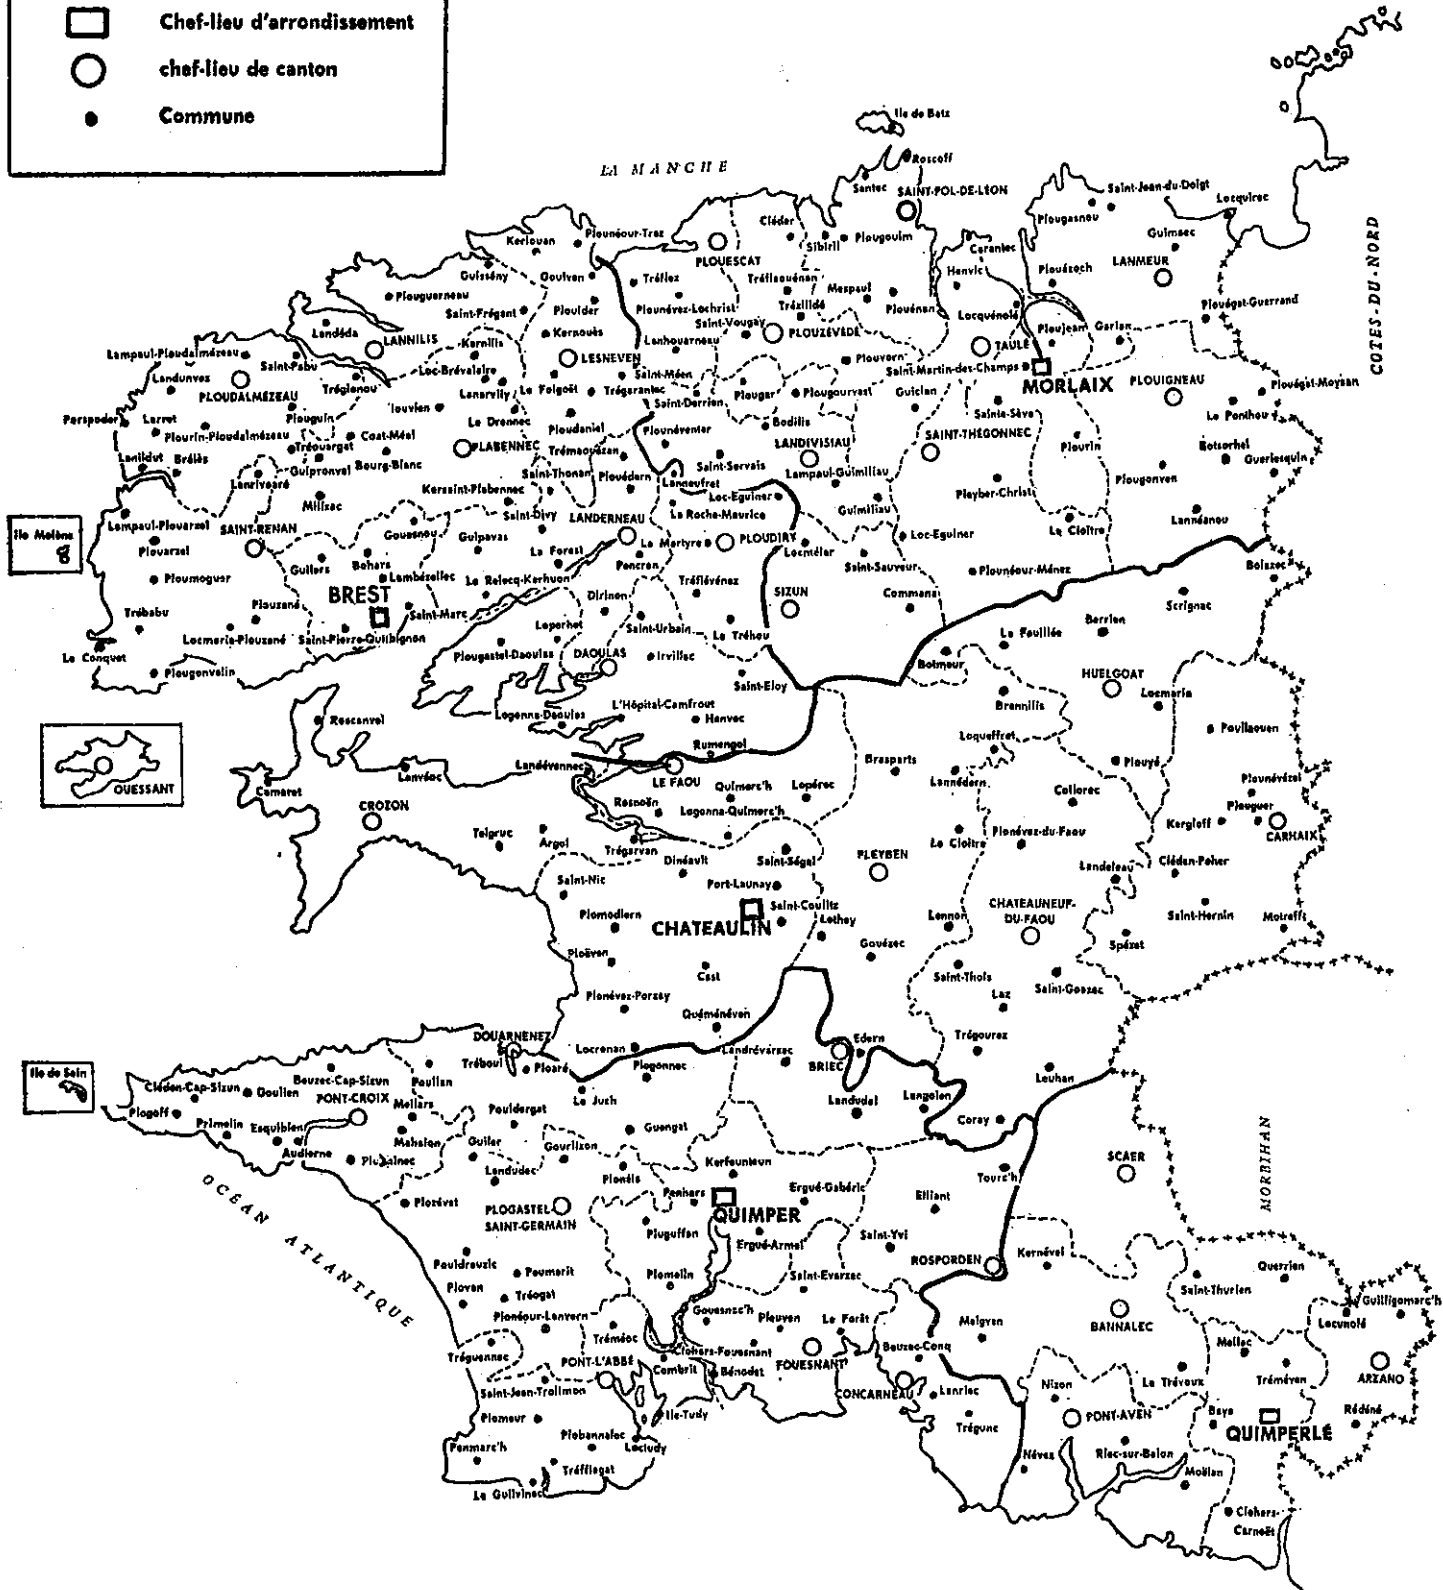 Chef-lieu d'arrondissement
chef-lieu de canton
Commune
LA MANCHE
Ile de Batz
Roscoff
Santec
SAINT-POL-DE-LÉON
Saint-Jean-du-Doigt
Plougasnou
Locquirec
Cléder
Sibiril
Plougoulm
Guimaec
Kerlouan
Plounéour-Trez
PLOUESCAT
Carantec
Henvic
Plouézoch
LANMEUR
COTES-DU-NORD
Guissény
Goulven
Tréflez
Tréflaouénan
Mespaul
Plouguerneau
Plouider
Plounévez-Lochrist
Trézilidé
Plouénan
Locquénolé
Plouégat-Guerrand
Saint-Frégant
Saint-Vougay
PLOUZÉVÉDÉ
Landéda
LANNILIS
Kernouès
Lanhouarneau
TAULÉ
Ploujean
Garlan
Lampaul-Ploudalmézeau
Saint-Pabu
Kernilis
LESNEVEN
Plouvorn
Saint-Martin-des-Champs
MORLAIX
PLOUIGNEAU
Plouégat-Moysan
Landunvez
Loc-Brévalaire
Saint-Méen
PLOUDALMÉZEAU
Tréglonou
Lanarvily
Le Folgoët
Trégarantec
Saint-Derrien
Plougar
Plougourvest
Guiclan
Sainte-Sève
Le Ponthou
Porspoder
Larret
Plouguin
Le Drennec
Ploudaniel
Plounéventer
Bodilis
Plourin-Ploudalmézeau
Coat-Méal
PLABENNEC
LANDIVISIAU
SAINT-THÉGONNEC
Plourin
Botsorhel
Guerlesquin
Lanildut
Brélès
Tréouergat
Guipronvel
Bourg-Blanc
Trémaouézan
Saint-Servais
Lampaul-Guimiliau
Plougonven
Lanrivoaré
Saint-Thonan
Plouédern
Lanneufret
Milizac
Kersaint-Plabennec
Loc-Eguiner
Guimiliau
Pleyber-Christ
Lampaul-Plouarzel
SAINT-RENAN
Saint-Divy
LANDERNEAU
La Roche-Maurice
Le Cloître
Lannéanou
Ile Molène
Plouarzel
Gouesnou
Guipavas
La Forest
La Martyre
PLOUDIRY
Locmélar
Loc-Eguiner
Guilers
Bohars
Pencran
Saint-Sauveur
Ploumoguer
Lambézellec
Le Relecq-Kerhuon
Tréflévénez
Plounéour-Ménez
Bolazec
BREST
Dirinon
SIZUN
Commana
Scrignac
Trébabu
Plouzané
Saint-Marc
Locmaria-Plouzané
Saint-Pierre-Quilbignon
Loperhet
Saint-Urbain
Le Tréhou
La Feuillée
Berrien
Le Conquet
Plougonvelin
Plougastel-Daoulas
DAOULAS
Irvillac
Botmeur
Saint-Eloy
HUELGOAT
Locmaria
Brennilis
Roscanvel
Logonna-Daoulas
L'Hôpital-Camfrout
Hanvec
Poullaouen
Loqueffret
OUESSANT
Camaret
Lanvéoc
Landévennec
Rumengol
LE FAOU
Brasparts
Lannédern
Plouyé
Plounévézel
Quimerc'h
Lopérec
Collorec
CROZON
Rosnoën
Logonna-Quimerc'h
Plouguer
Kergloff
CARHAIX
Telgruc
Argol
Trégarvan
Le Cloître
Plonévez-du-Faou
Dinéault
Saint-Ségal
PLEYBEN
Landeleau
Cléden-Poher
Saint-Nic
Port-Launay
CHATEAUNEUF-
DU-FAOU
Plomodiern
CHATEAULIN
Saint-Coulitz
Lothey
Lennon
Saint-Hernin
Motreff
Gouézec
Spézet
Ploéven
Cast
Saint-Thois
Saint-Goazec
Plonévez-Porzay
Laz
Quéménéven
DOUARNENEZ
Locronan
Landrévarzec
Edern
BRIEC
Trégourez
Ile de Sein
Tréboul
Ploaré
Plogonnec
Leuhan
Cléden-Cap-Sizun
Goulien
Beuzec-Cap-Sizun
Poullan
Le Juch
Landudal
Langolen
PONT-CROIX
Meilars
Pouldergat
Coray
Plogoff
Primelin
Esquibien
Audierne
Mahalon
Guiler
Gourlizon
Guengat
SCAER
MORBIHAN
Landudec
Plonéis
Kerfeunteun
Tourc'h
OCÉAN ATLANTIQUE
Plozévet
PLOGASTEL-
SAINT-GERMAIN
Penhars
QUIMPER
Ergué-Gabéric
Elliant
Pluguffan
Ergué-Armel
Saint-Yvi
ROSPORDEN
Kernével
Pouldreuzic
Peumerit
Plomelin
Saint-Evarzec
Querrien
Plovan
Tréogat
Saint-Thurien
Plonéour-Lanvern
Gouesnac'h
Pleuven
La Forêt
Guilligomarc'h
Locunolé
Tréméoc
BANNALEC
Melgven
Mellac
Tréguennec
PONT-L'ABBÉ
Clohars-Fouesnant
Combrit
Bénodet
FOUESNANT
Beuzec-Conq
Le Trévoux
Tréméven
ARZANO
Saint-Jean-Trolimon
CONCARNEAU
Lanriec
Nizon
Plomeur
Ile-Tudy
Trégunc
PONT-AVEN
Baye
QUIMPERLÉ
Rédéné
Penmarc'h
Plobannalec
Loctudy
Névez
Riec-sur-Belon
Treffiagat
Moëlan
Le Guilvinec
Clohars-
Carnoët